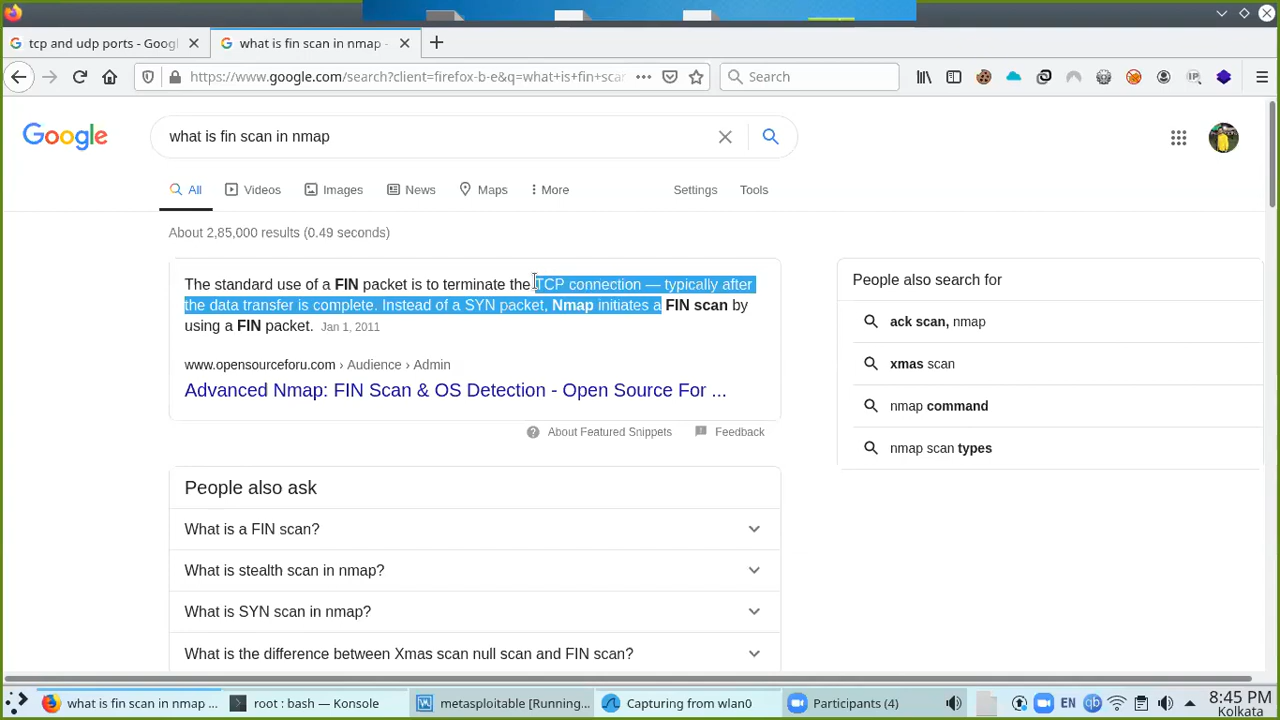 tcp and udp ports - Googl
what is fin scan in nmap -
https://www.google.com/search?client=firefox-b-e&q=what+is+fin+scar
Search
IP
Google
what is fin scan in nmap
All
Videos
Images
News
Maps
More
Settings
Tools
About 2,85,000 results (0.49 seconds)
The standard use of a FIN packet is to terminate the TCP connection — typically after
the data transfer is complete. Instead of a SYN packet, Nmap initiates a FIN scan by
using a FIN packet. Jan 1, 2011
www.opensourceforu.com › Audience › Admin
Advanced Nmap: FIN Scan & OS Detection - Open Source For ...
About Featured Snippets
Feedback
People also search for
ack scan, nmap
xmas scan
nmap command
nmap scan types
People also ask
What is a FIN scan?
What is stealth scan in nmap?
What is SYN scan in nmap?
What is the difference between Xmas scan null scan and FIN scan?
what is fin scan in nmap ...
root : bash — Konsole
metasploitable [Running...
Capturing from wlan0
Participants (4)
EN
qb
8:45 PM
Kolkata